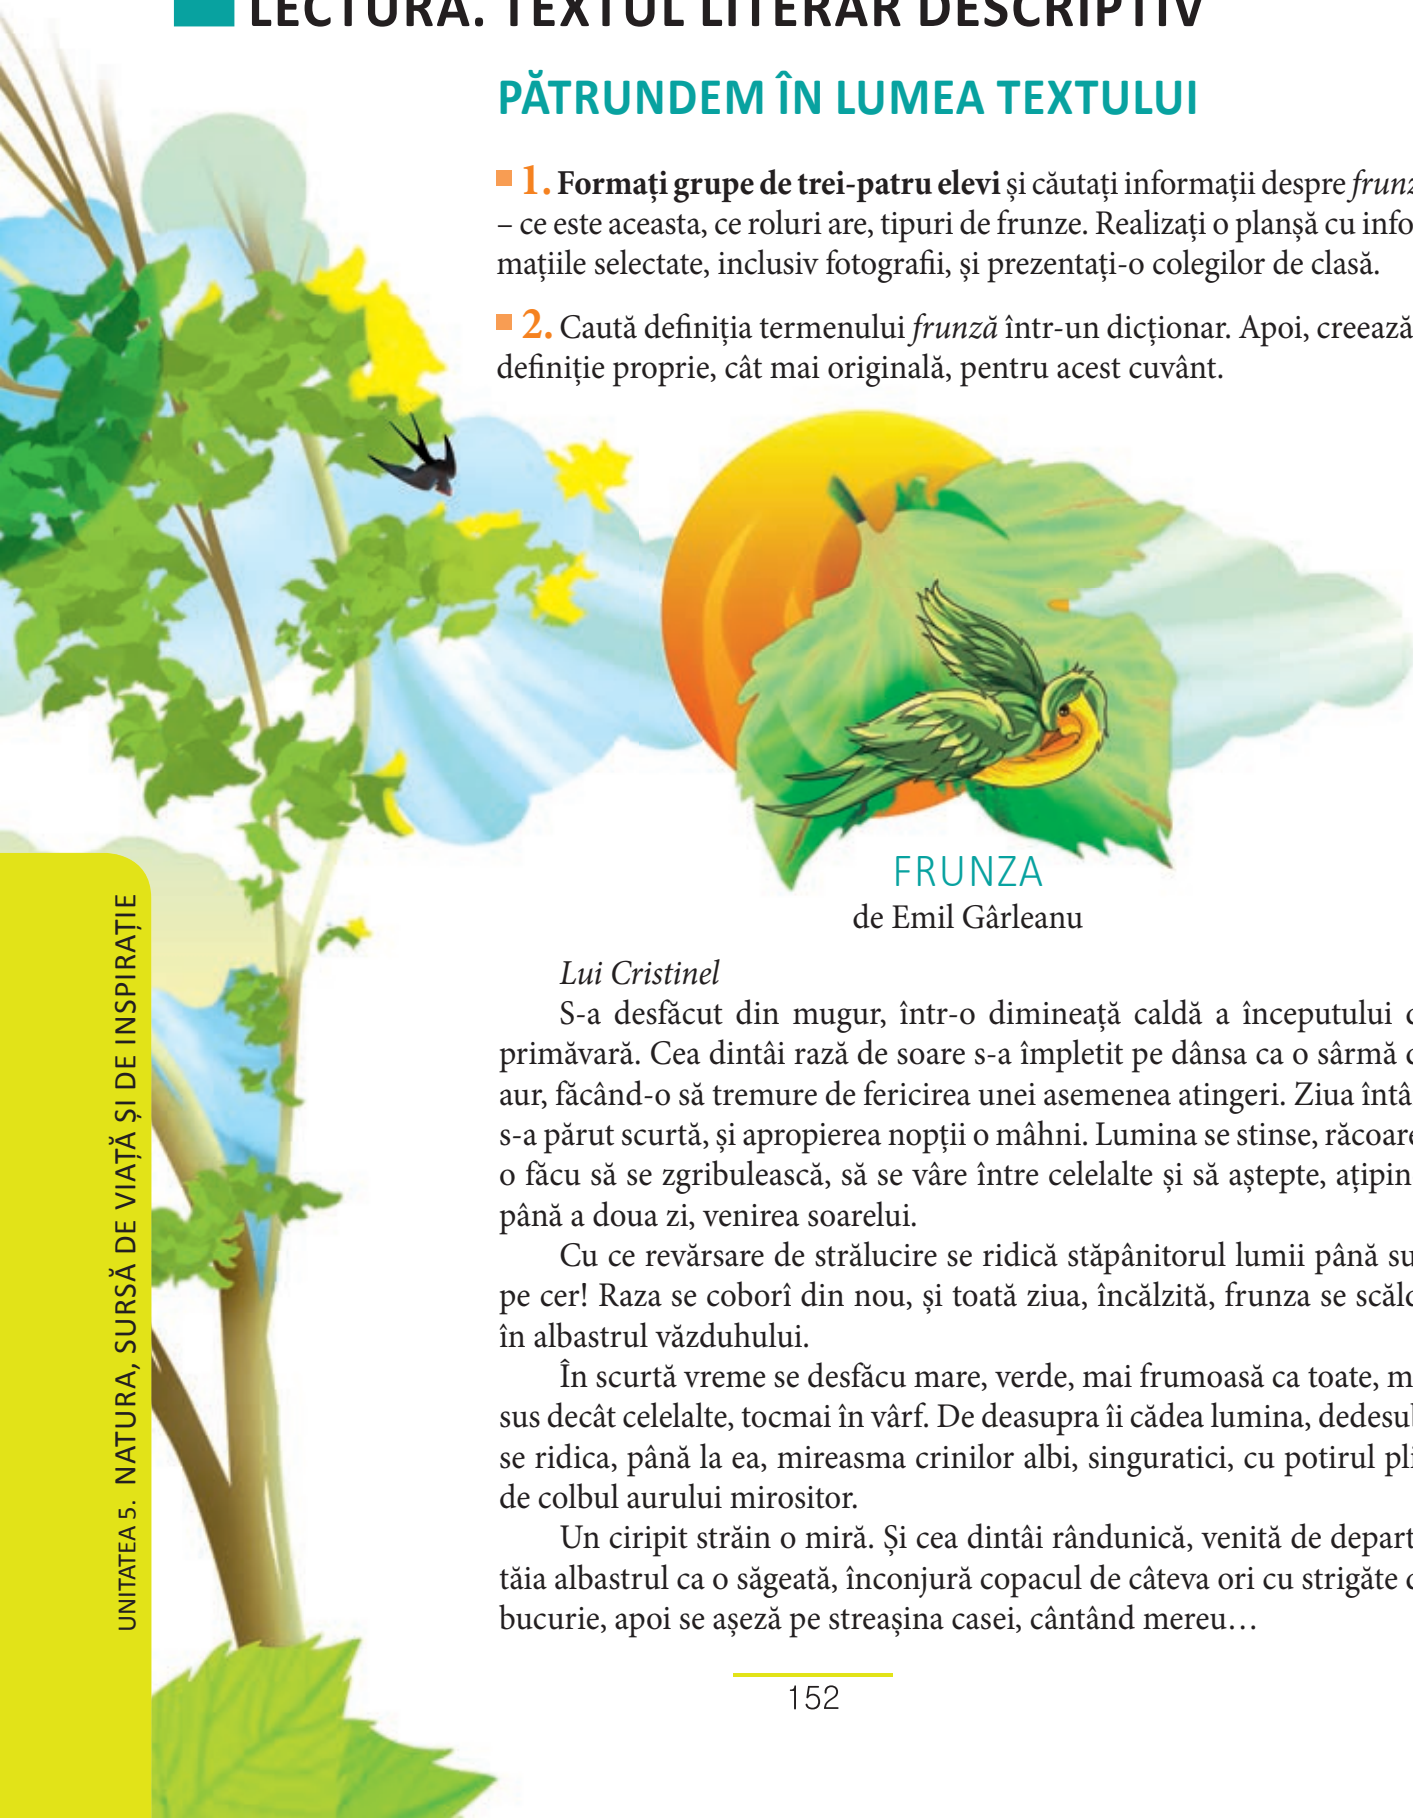 LECTURA. TEXTUL LITERAR DESCRIPTIV
PĂTRUNDEM ÎN LUMEA TEXTULUI
1. Formați grupe de trei-patru elevi și căutați informații despre frunz
– ce este aceasta, ce roluri are, tipuri de frunze. Realizați o planșă cu info
mațiile selectate, inclusiv fotografii, și prezentați-o colegilor de clasă.
2. Caută definiția termenului frunză într-un dicționar. Apoi, creează
definiție proprie, cât mai originală, pentru acest cuvânt.
FRUNZA
de Emil Gârleanu
Lui Cristinel
S-a desfăcut din mugur, într-o dimineață caldă a începutului
primăvară. Cea dintâi rază de soare s-a împletit pe dânsa ca o sârmă
aur, făcând-o să tremure de fericirea unei asemenea atingeri. Ziua întâ
s-a părut scurtă, și apropierea nopții o mâhni. Lumina se stinse, răcoare
o făcu să se zgribulească, să se vâre între celelalte și să aștepte, ațipin
până a doua zi, venirea soarelui.
Cu ce revărsare de strălucire se ridică stăpânitorul lumii până su
pe cer! Raza se coborî din nou, și toată ziua, încălzită, frunza se scăld
în albastrul văzduhului.
În scurtă vreme se desfăcu mare, verde, mai frumoasă ca toate, m
sus decât celelalte, tocmai în vârf. De deasupra îi cădea lumina, dedesu
se ridica, până la ea, mireasma crinilor albi, singuratici, cu potirul pli
de colbul aurului mirositor.
Un ciripit străin o miră. Și cea dintâi rândunică, venită de depart
tăia albastrul ca o săgeată, înconjură copacul de câteva ori cu strigăte
bucurie, apoi se așeză pe streașina casei, cântând mereu…
152
UNITATEA 5. NATURA, SURSĂ DE VIAȚĂ ȘI DE INSPIRAȚIE